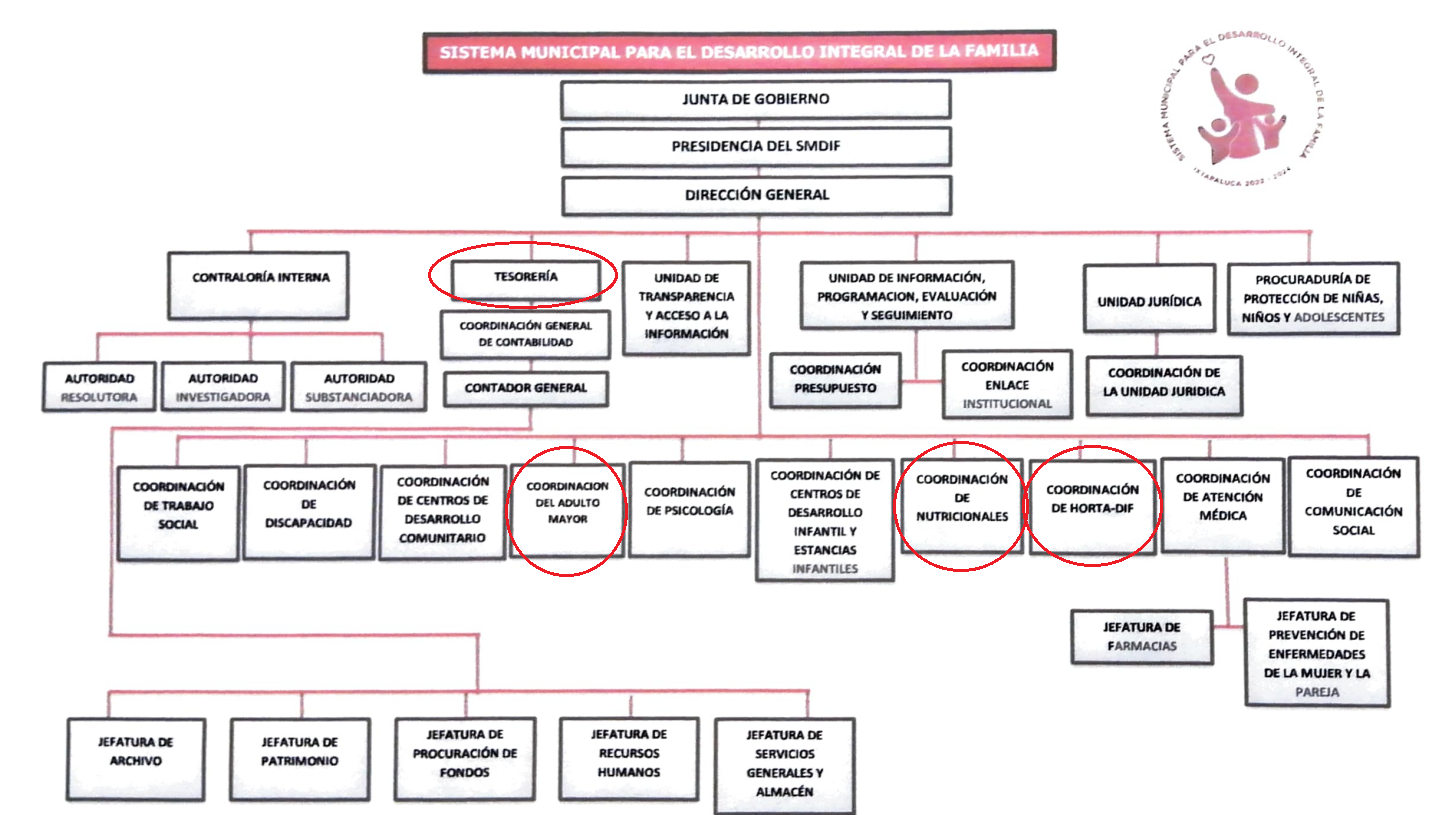 SISTEMA MUNICIPAL PARA EL DESARROLLO INTEGRAL DE LA FAMILIA
SISTEMA MUNICIPAL PARA EL DESARROLLO INTEGRAL DE LA FAMILIA
IXTAPALUCA 2022 - 2024
JUNTA DE GOBIERNO
PRESIDENCIA DEL SMDIF
DIRECCIÓN GENERAL
CONTRALORÍA INTERNA
TESORERÍA
UNIDAD DE
TRANSPARENCIA
Y ACCESO A LA
INFORMACIÓN
UNIDAD DE INFORMACIÓN,
PROGRAMACION, EVALUACIÓN
Y SEGUIMIENTO
UNIDAD JURÍDICA
PROCURADURÍA DE
PROTECCIÓN DE NIÑAS,
NIÑOS Y ADOLESCENTES
COORDINACIÓN GENERAL
DE CONTABILIDAD
CONTADOR GENERAL
AUTORIDAD
RESOLUTORA
AUTORIDAD
INVESTIGADORA
AUTORIDAD
SUBSTANCIADORA
COORDINACIÓN
PRESUPUESTO
COORDINACIÓN
ENLACE
INSTITUCIONAL
COORDINACIÓN DE
LA UNIDAD JURIDICA
COORDINACIÓN
DE TRABAJO
SOCIAL
COORDINACIÓN
DE
DISCAPACIDAD
COORDINACIÓN
DE CENTROS DE
DESARROLLO
COMUNITARIO
COORDINACION
DEL ADULTO
MAYOR
COORDINACIÓN
DE PSICOLOGÍA
COORDINACIÓN DE
CENTROS DE
DESARROLLO
INFANTIL Y
ESTANCIAS
INFANTILES
COORDINACIÓN
DE
NUTRICIONALES
COORDINACIÓN
DE HORTA-DIF
COORDINACIÓN
DE ATENCIÓN
MÉDICA
COORDINACIÓN
DE
COMUNICACIÓN
SOCIAL
JEFATURA DE
FARMACIAS
JEFATURA DE
PREVENCIÓN DE
ENFERMEDADES
DE LA MUJER Y LA
PAREJA
JEFATURA DE
ARCHIVO
JEFATURA DE
PATRIMONIO
JEFATURA DE
PROCURACIÓN DE
FONDOS
JEFATURA DE
RECURSOS
HUMANOS
JEFATURA DE
SERVICIOS
GENERALES Y
ALMACÉN